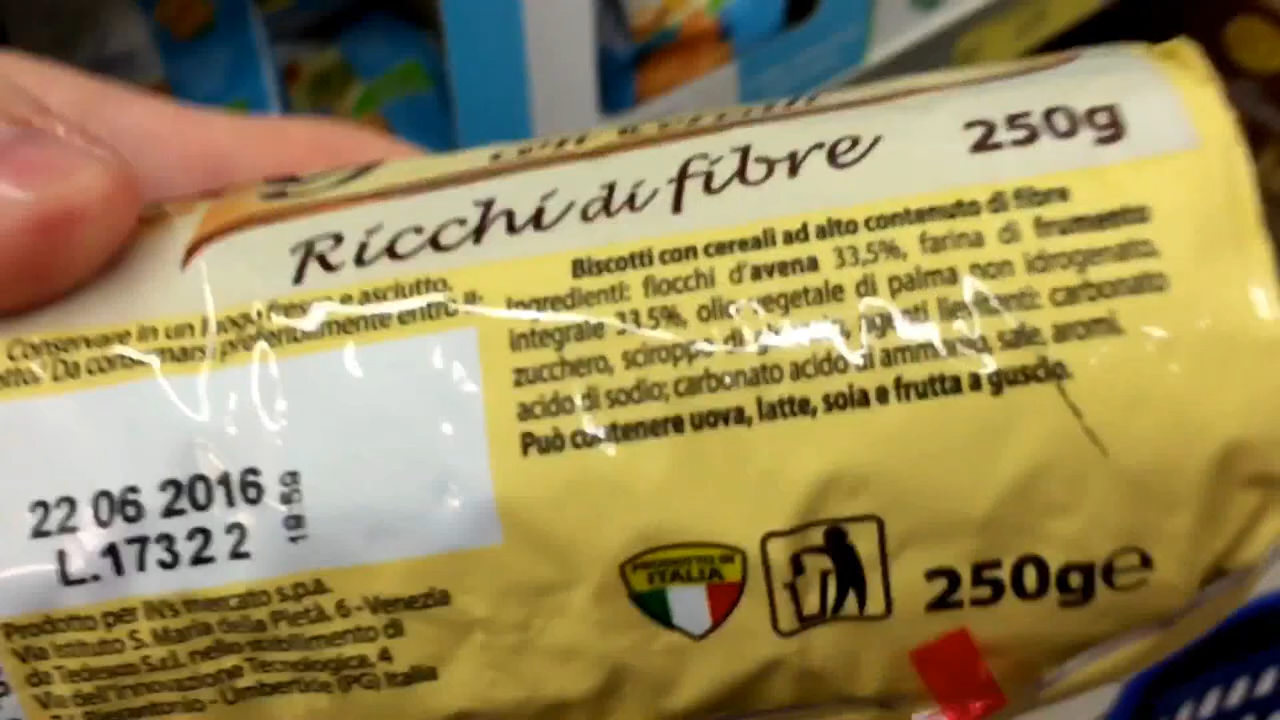 Ricchi di fibre
250g
Conservare in un luogo fresco e asciutto.
Da consumarsi preferibilmente entro il:
22 06 2016
L.17322
Biscotti con cereali ad alto contenuto di fibre
Ingredienti: fiocchi d'avena 33,5%, farina di frumento
integrale 33,5%, olio vegetale di palma non idrogenato,
zucchero, sciroppo di agenti lievitanti: carbonato
acido di sodio; carbonato acido di ammonio, sale, aromi.
Può contenere uova, latte, soia e frutta a guscio.
PRODOTTO IN
ITALIA
250g℮
Prodotto per IN's mercato s.p.a.
Via Istituto S. Maria della Pietà, 6 - Venezia
da Tedesco S.r.l. nello stabilimento di
Via dell'Innovazione Tecnologica, 4
Pierantonio - Umbertide (PG) Italia